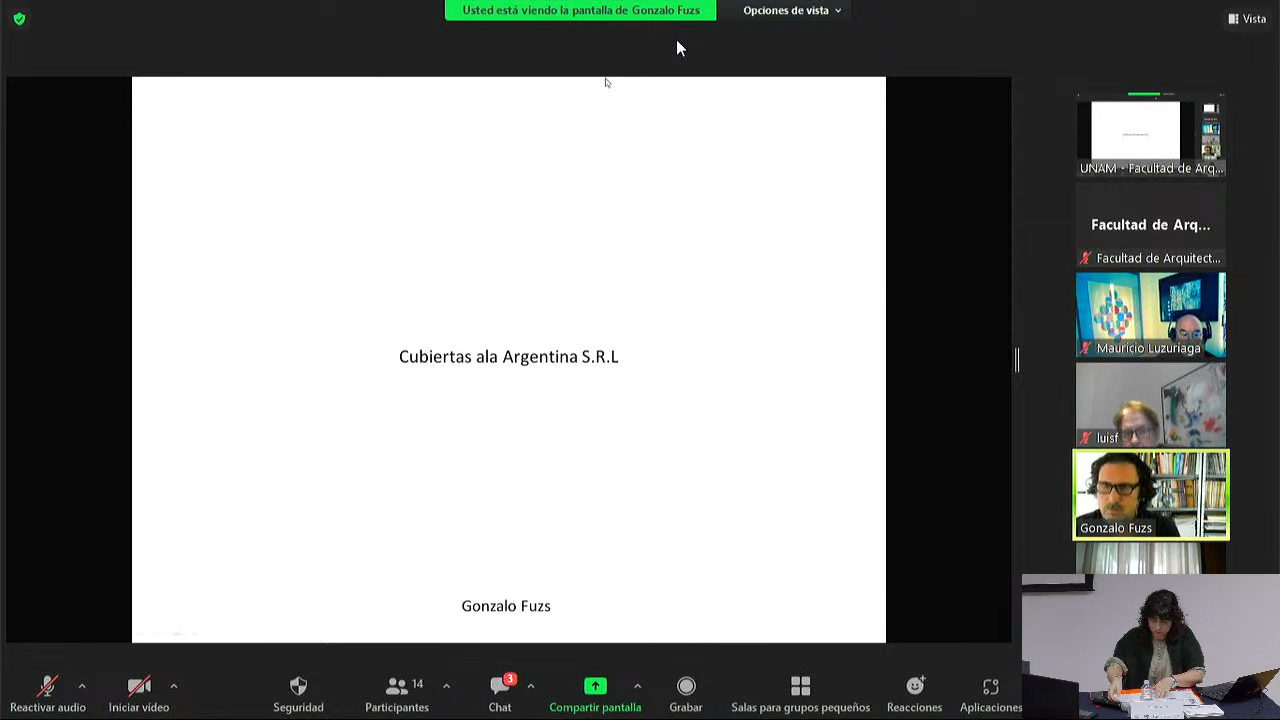 Usted está viendo la pantalla de Gonzalo Fuzs
Opciones de vista
Vista
Cubiertas ala Argentina S.R.L
Gonzalo Fuzs
UNAM - Facultad de Arq...
Facultad de Arq...
Facultad de Arquitect...
Mauricio Luzuriaga
luisf
Gonzalo Fuzs
Reactivar audio
Iniciar vídeo
Seguridad
14
Participantes
3
Chat
Compartir pantalla
Grabar
Salas para grupos pequeños
Reacciones
Aplicaciones